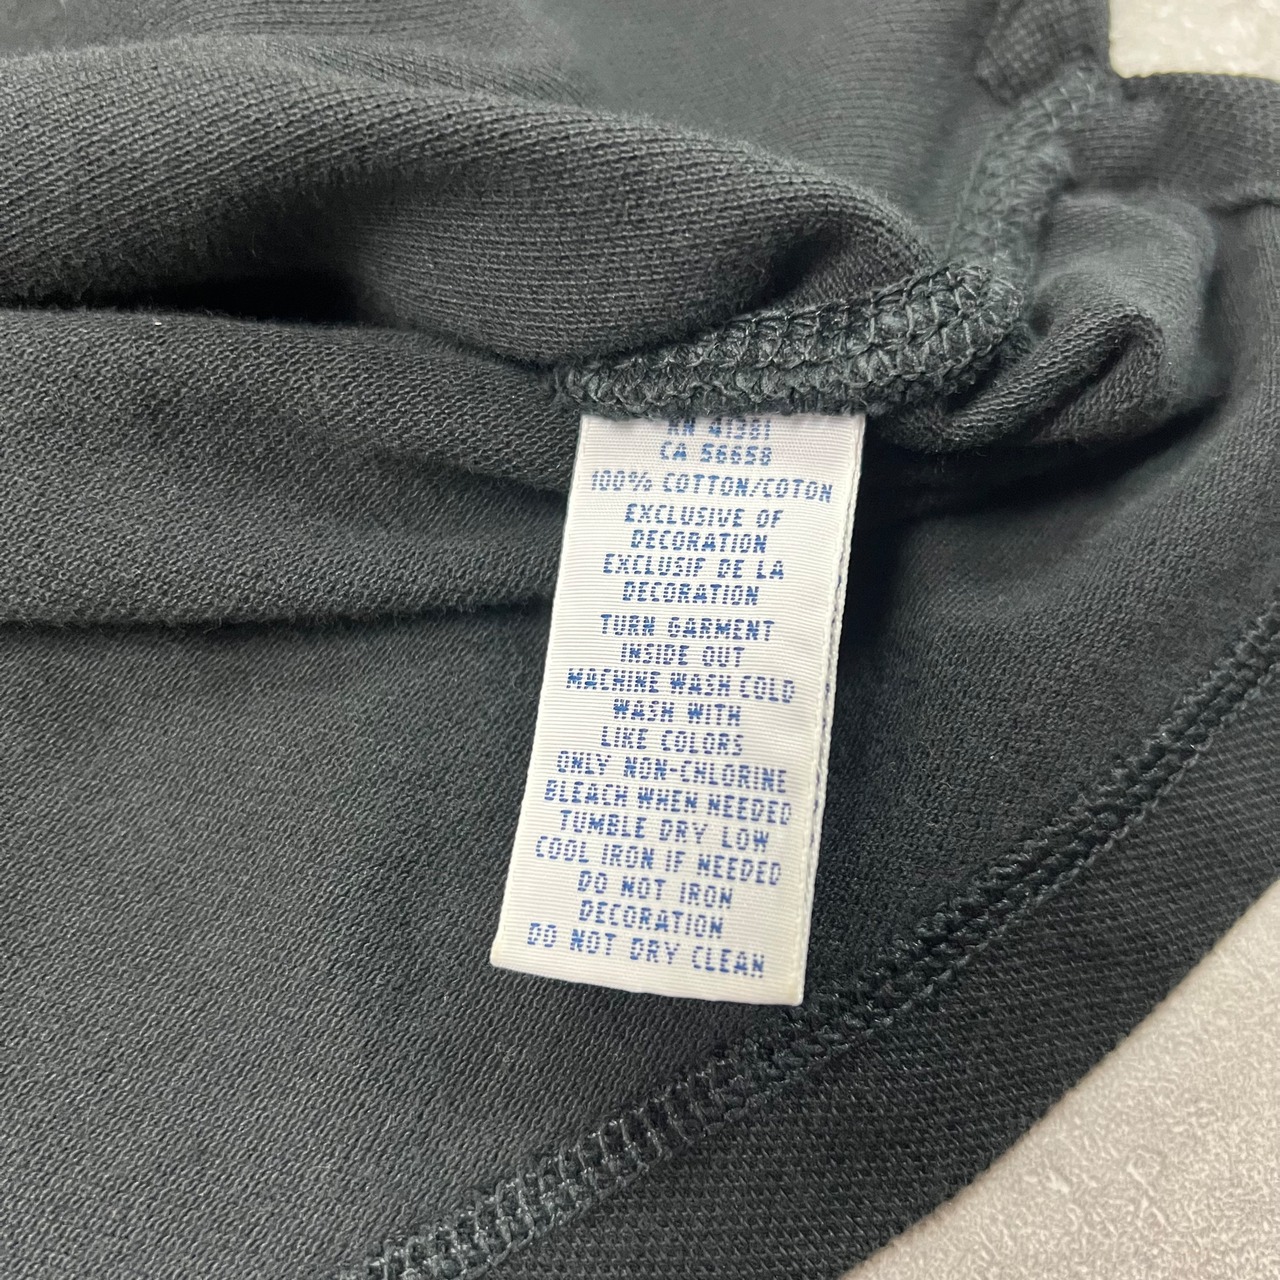 RN 41381
CA 56658
100% COTTON/COTON
EXCLUSIVE OF
DECORATION
EXCLUSIF DE LA
DECORATION
TURN GARMENT
INSIDE OUT
MACHINE WASH COLD
WASH WITH
LIKE COLORS
ONLY NON-CHLORINE
BLEACH WHEN NEEDED
TUMBLE DRY LOW
COOL IRON IF NEEDED
DO NOT IRON
DECORATION
DO NOT DRY CLEAN